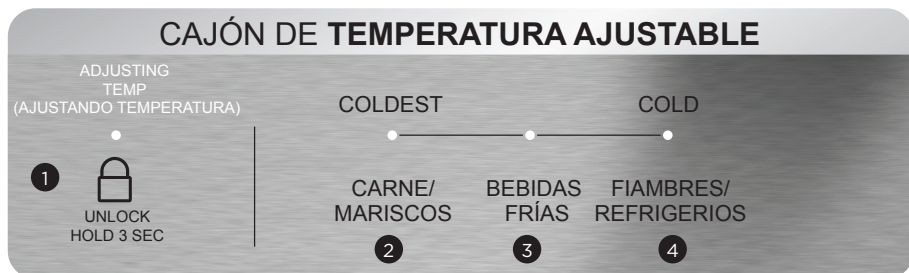 CAJÓN DE TEMPERATURA AJUSTABLE
ADJUSTING
TEMP
(AJUSTANDO TEMPERATURA)
1
UNLOCK
HOLD 3 SEC
COLDEST
COLD
CARNE/
MARISCOS
2
BEBIDAS
FRÍAS
3
FIAMBRES/
REFRIGERIOS
4